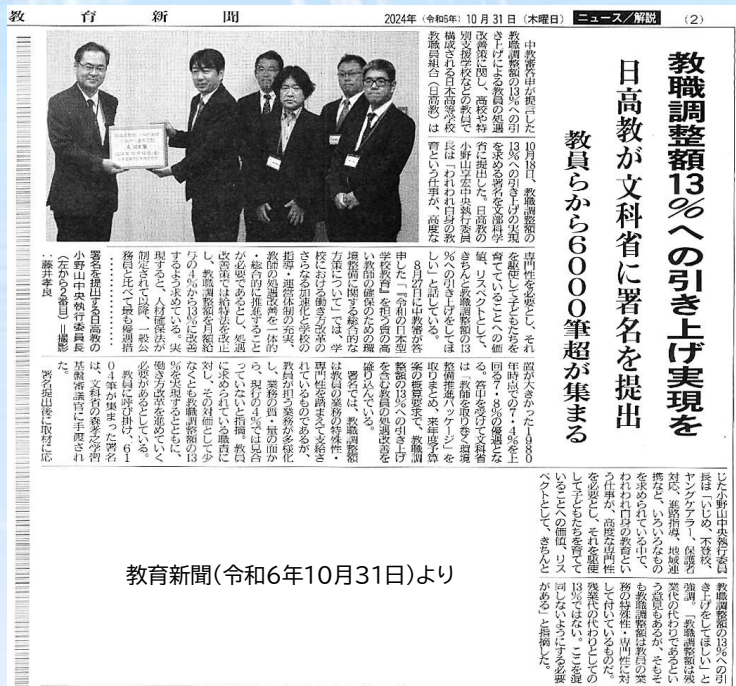 教　育　新　聞
2024年(令和6年)10月31日(木曜日)
ニュース/解説
(2)
教職調整額13%への引き上げ実現を
日高教が文科省に署名を提出
教員らから6000筆超が集まる
中教審答申が提言した
教職調整額の13%への引
き上げによる教員の処遇
改善策に関し、高校や特
別支援学校などの教員で
構成される日本高等学校
教職員組合(日高教)は
10月18日、教職調整額の
13%への引き上げの実現
を求める署名を文部科学
省に提出した。日高教の
小野山享宏中央執行委員
長は「われわれ自身の教
育という仕事が、高度な
専門性を必要とし、それ
を駆使して子どもたちを
育てていることへの価
値、リスペクトとして、
きちんと教職調整額の13
%への引き上げをしてほ
しい」と話している。
8月27日に中教審が答
申した「『令和の日本型
学校教育』を担う質の高
い教師の確保のための環
境整備に関する総合的な
方策について」では、学
校における働き方改革の
さらなる加速化と学校の
指導・運営体制の充実、
教師の処遇改善を一体的
・総合的に推進すること
が必要であるとし、処遇
改善策では給特法を改正
し、教職調整額を月額給
与の4%から13%に改善
するよう求めている。実
現すると、人材確保法が
制定されて以降、一般公
務員と比べて最も優遇措
署名を提出する日高教の
小野山中央執行委員長
(左から2番目)=撮影
:藤井孝良
置が大きかった1980
年時点での7・4%を上
回る7・8%の優遇とな
る。答申を受けて文科省
は「教師を取り巻く環境
整備推進パッケージ」を
取りまとめ、来年度予算
案の概算要求で、教職調
整額の13%への引き上げ
を含む教員の処遇改善を
盛り込んでいる。
署名では、教職調整額
は教員の業務の特殊性、
専門性を踏まえて支給さ
れているものであるが、
教員が担う業務が多様化
し、業務の質・量の面か
ら、現行の4%では見合
っていないと指摘。教員
に求められている職責に
対し、その対価として少
なくとも教職調整額の13
%を実現するとともに、
働き方改革を進めていく
必要があるとしている。
教員に呼び掛け、61
04筆が集まった署名
は、文科省の森孝之学習
基盤審議官に手渡され
た。
署名提出後に取材に応
じた小野山中央執行委員
長は「いじめ、不登校、
ヤングケアラー、保護者
対応、進路指導、地域連
携など、いろいろなもの
を求められている中で、
われわれ自身の教育とい
う仕事が、高度な専門性
を必要とし、それを駆使
して子どもたちを育てて
いることへの価値、リス
ペクトとして、きちんと
教職調整額の13%への引
き上げをしてほしい」と
強調。「教職調整額は残
業代の代わりであるとい
う意見もあるが、そもそ
も教職調整額は教員の業
務の特殊性・専門性に対
して付いているものだ。
残業代の代わりとしての
13%ではない。ここを混
同しないようにする必要
がある」と指摘した。
教育新聞(令和6年10月31日)より